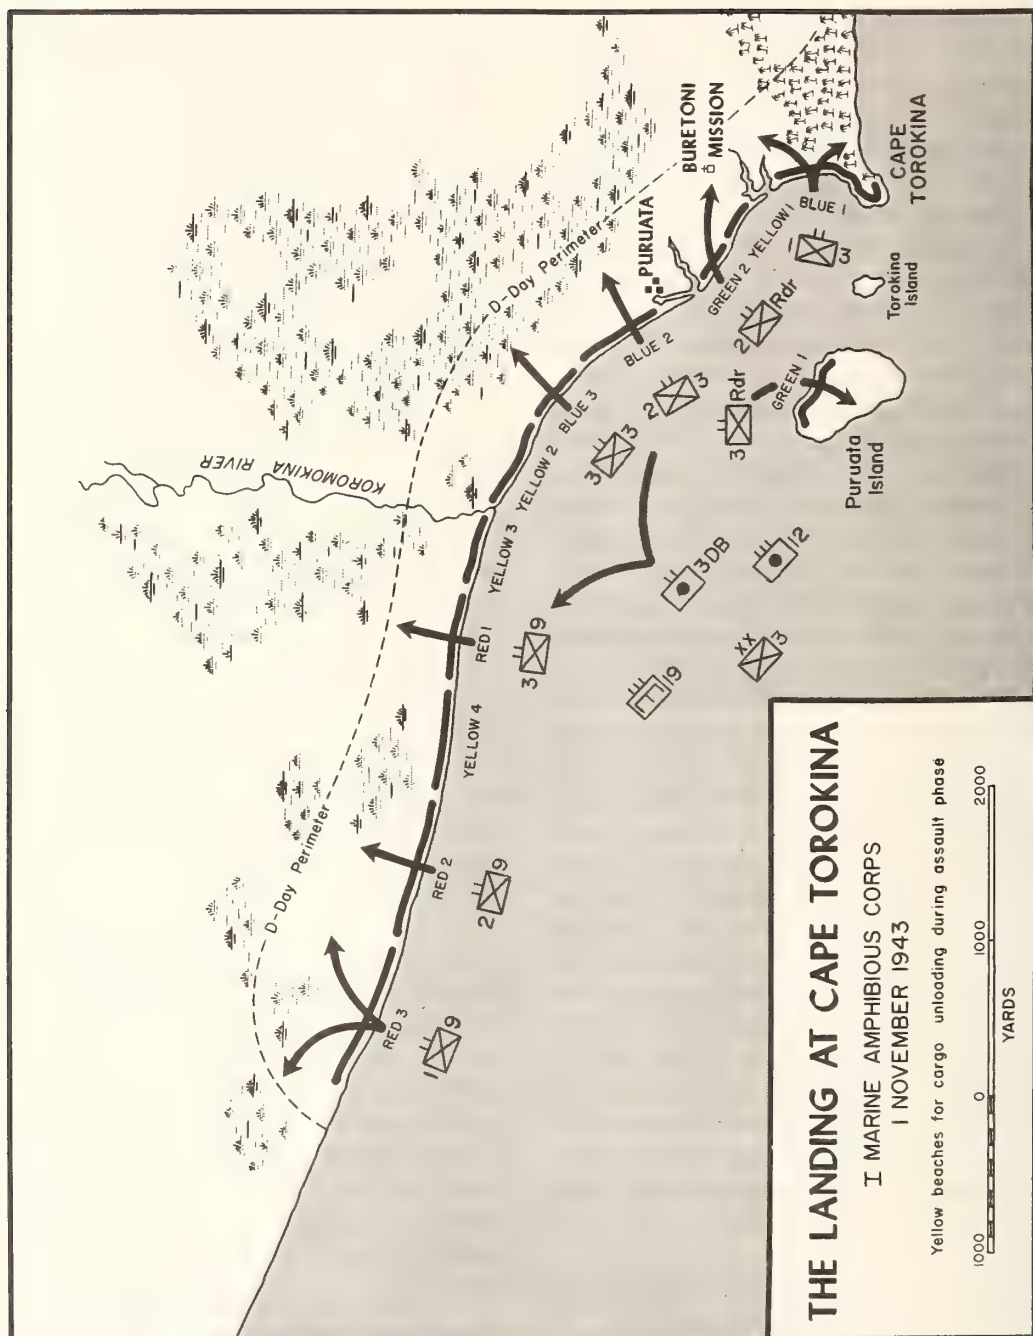 THE LANDING AT CAPE TOROKINA
I MARINE AMPHIBIOUS CORPS
1 NOVEMBER 1943
Yellow beaches for cargo unloading during assault phase
1000 0 1000 2000
YARDS
D-Day Perimeter
D-Day Perimeter
KOROMOKINA RIVER
PURUATA
BURETONI
MISSION
CAPE
TOROKINA
Torokina
Island
Puruata
Island
RED 3
RED 2
YELLOW 4
RED 1
YELLOW 3
YELLOW 2
BLUE 3
BLUE 2
GREEN 2
YELLOW 1
BLUE 1
GREEN 1
1 9
2 9
3 9
3 3
2 3
3 Rdr
2 Rdr
1 3
E 19
3DB
12
XX
3